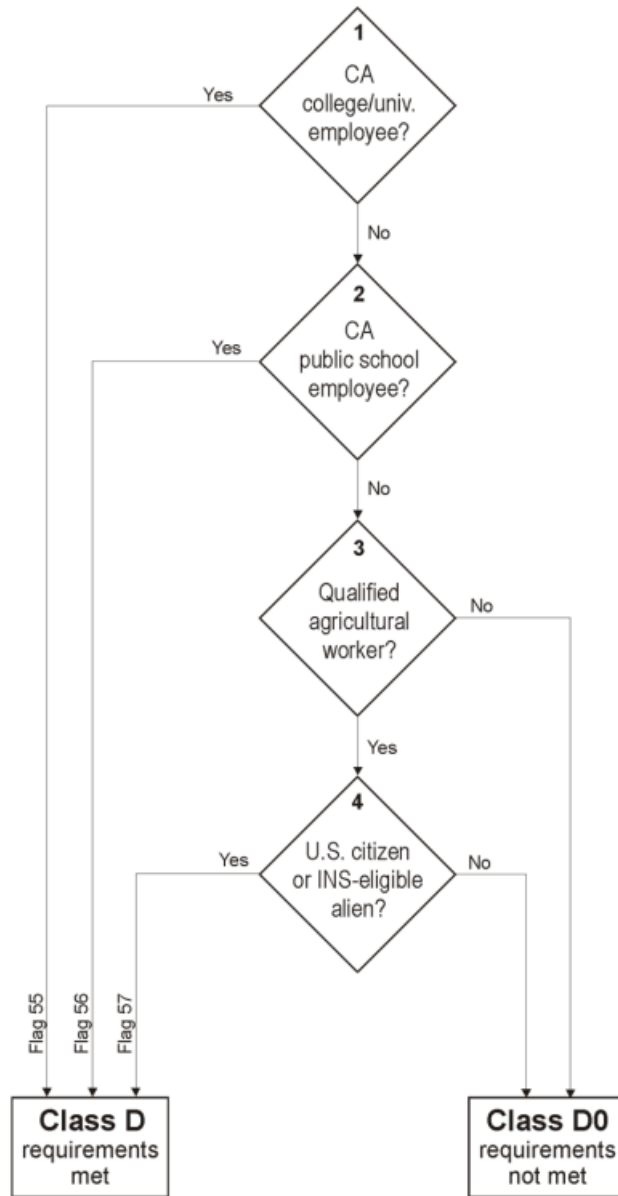 1
CA
college/univ.
employee?
Yes
No
2
CA
public school
employee?
Yes
No
3
Qualified
agricultural
worker?
No
Yes
4
U.S. citizen
or INS-eligible
alien?
Yes
No
Flag 55
Flag 56
Flag 57
Class D
requirements
met
Class D0
requirements
not met